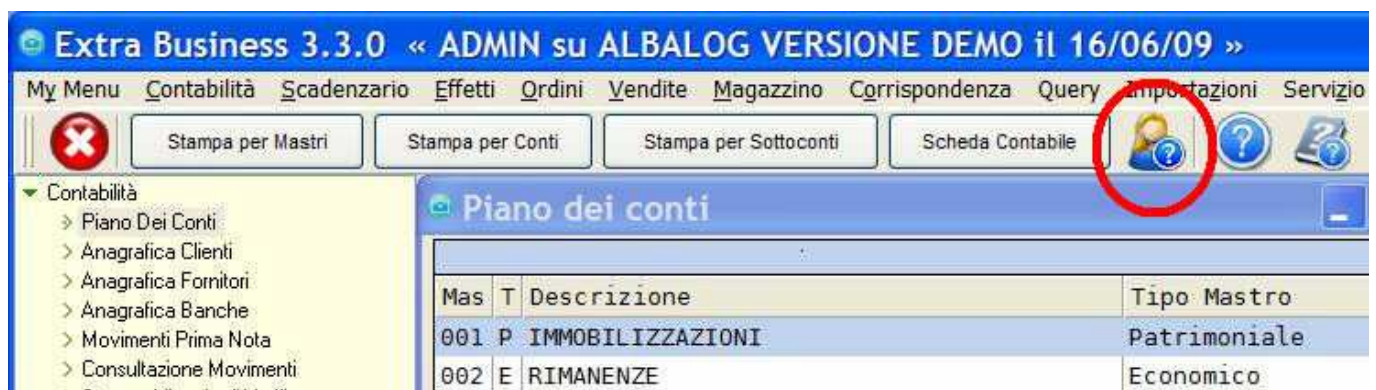 Extra Business 3.3.0 « ADMIN su ALBALOG VERSIONE DEMO il 16/06/09 »
My Menu Contabilità Scadenzario Effetti Ordini Vendite Magazzino Corrispondenza Query Importazioni Servizio
Stampa per Mastri Stampa per Conti Stampa per Sottoconti Scheda Contabile
Contabilità
Piano Dei Conti
Anagrafica Clienti
Anagrafica Fornitori
Anagrafica Banche
Movimenti Prima Nota
Consultazione Movimenti
Piano dei conti
Mas T Descrizione Tipo Mastro
001 P IMMOBILIZZAZIONI Patrimoniale
002 E RIMANENZE Economico